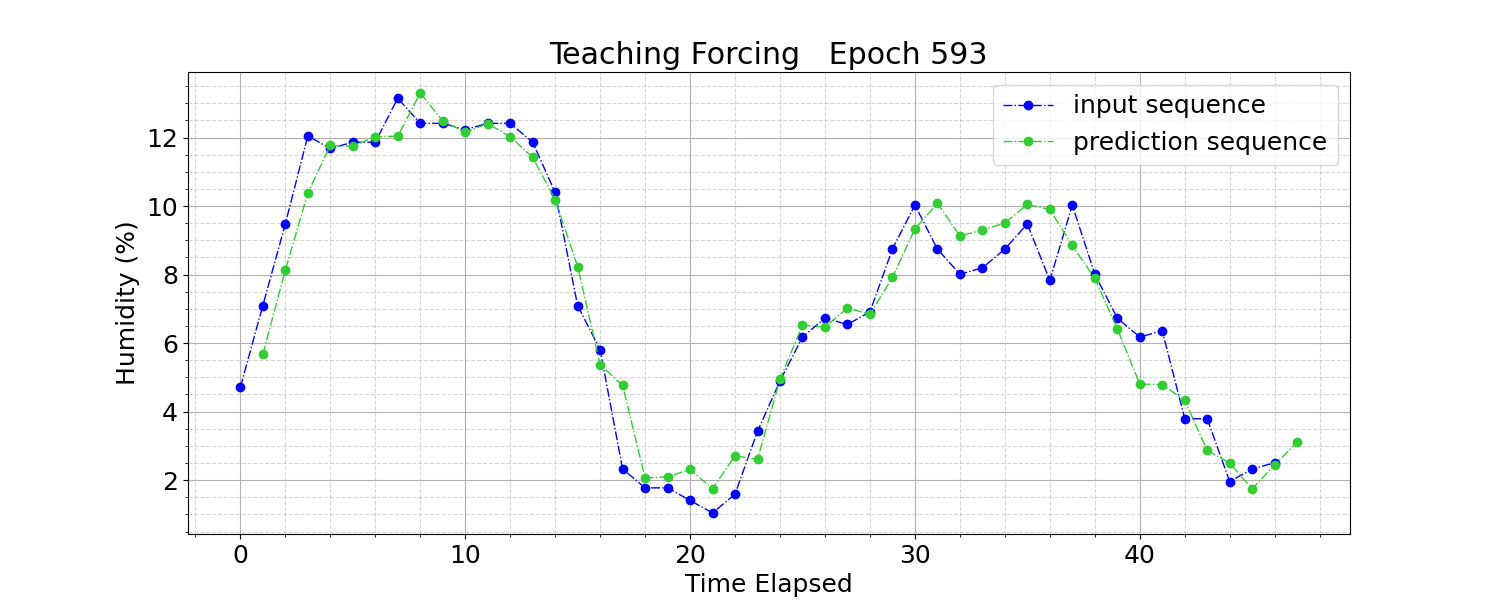 Teaching Forcing   Epoch 593
input sequence
prediction sequence
Humidity (%)
12
10
8
6
4
2
0 10 20 30 40
Time Elapsed